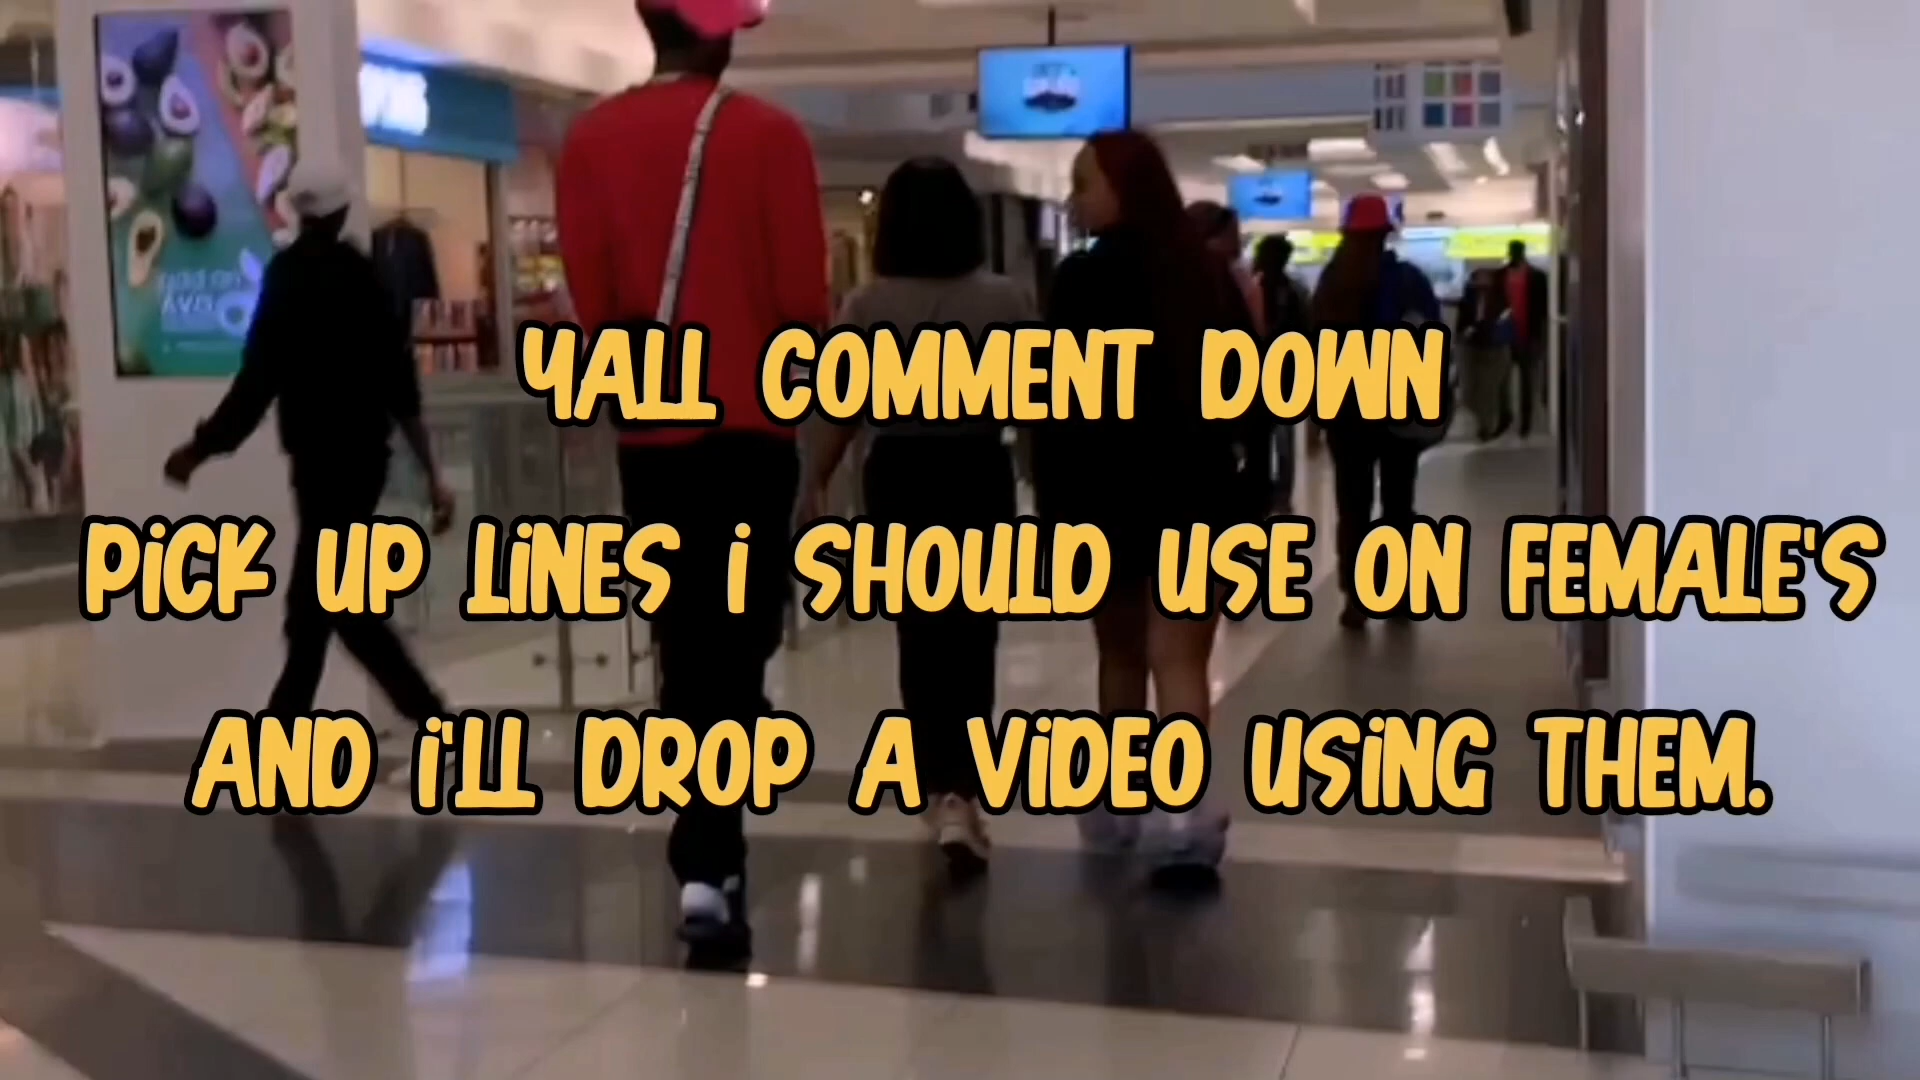 YALL COMMENT DOWN
PICK UP LINES I SHOULD USE ON FEMALE'S
AND I'LL DROP A VIDEO USING THEM.